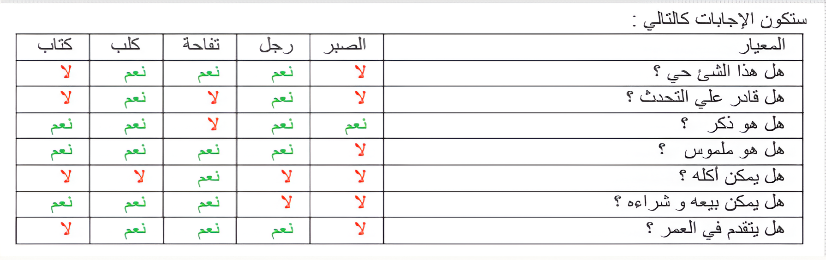 ستكون الإجابات كالتالي :
المعيار الصبر رجل تفاحة كلب كتاب
هل هذا الشئ حي ؟ لا نعم نعم نعم لا
هل قادر علي التحدث ؟ لا نعم لا نعم لا
هل هو ذكر ؟ نعم نعم لا نعم نعم
هل هو ملموس ؟ لا نعم نعم نعم نعم
هل يمكن أكله ؟ لا لا نعم لا لا
هل يمكن بيعه و شراءه ؟ لا لا نعم نعم نعم
هل يتقدم في العمر ؟ لا نعم نعم نعم لا